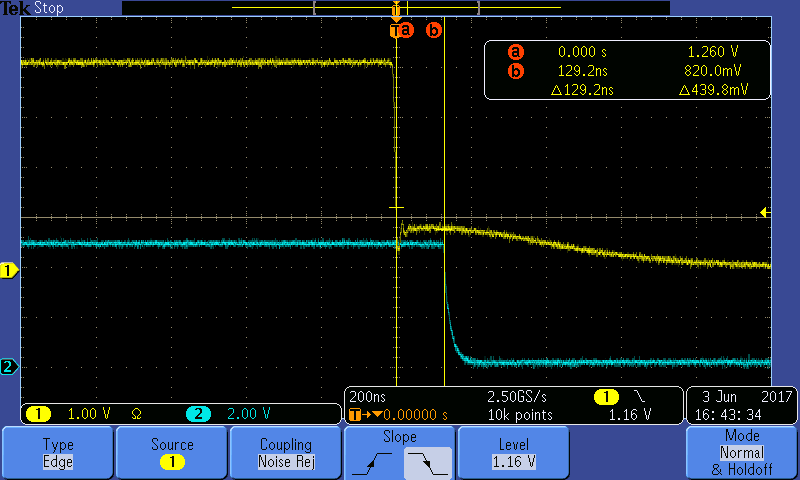 Tek Stop
T
T a b
a 0.000 s 1.260 V
b 129.2ns 820.0mV
△129.2ns △439.8mV
1
2
1 1.00 V Ω 2 2.00 V
200ns 2.50GS/s 1
T→▼0.00000 s 10k points 1.16 V
3 Jun 2017
16:43:34
Type
Edge
Source
1
Coupling
Noise Rej
Slope
Level
1.16 V
Mode
Normal
& Holdoff